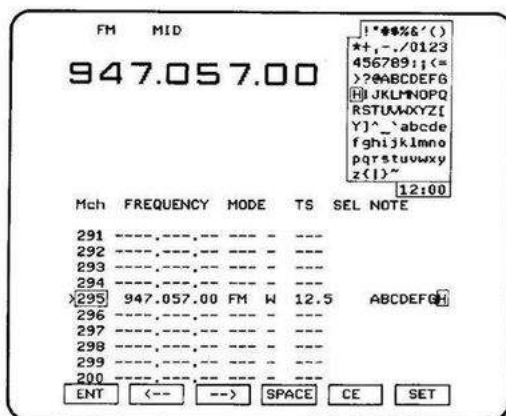 FM MID
947.057.00
!"#$%&'()
*+,-./0123
456789:;<=
>?@ABCDEFG
HIJKLMNOPQ
RSTUVWXYZ[
Y]^_`abcde
fghijklmno
pqrstuvwxy
z{|}~
12:00
Mch FREQUENCY MODE TS SEL NOTE
291 ----.---.-- --- - ---
292 ----.---.-- --- - ---
293 ----.---.-- --- - ---
294 ----.---.-- --- - ---
>295 947.057.00 FM W 12.5 ABCDEFGH
296 ----.---.-- --- - ---
297 ----.---.-- --- - ---
298 ----.---.-- --- - ---
299 ----.---.-- --- - ---
200 ----.---.-- --- - ---
ENT <-- --> SPACE CE SET